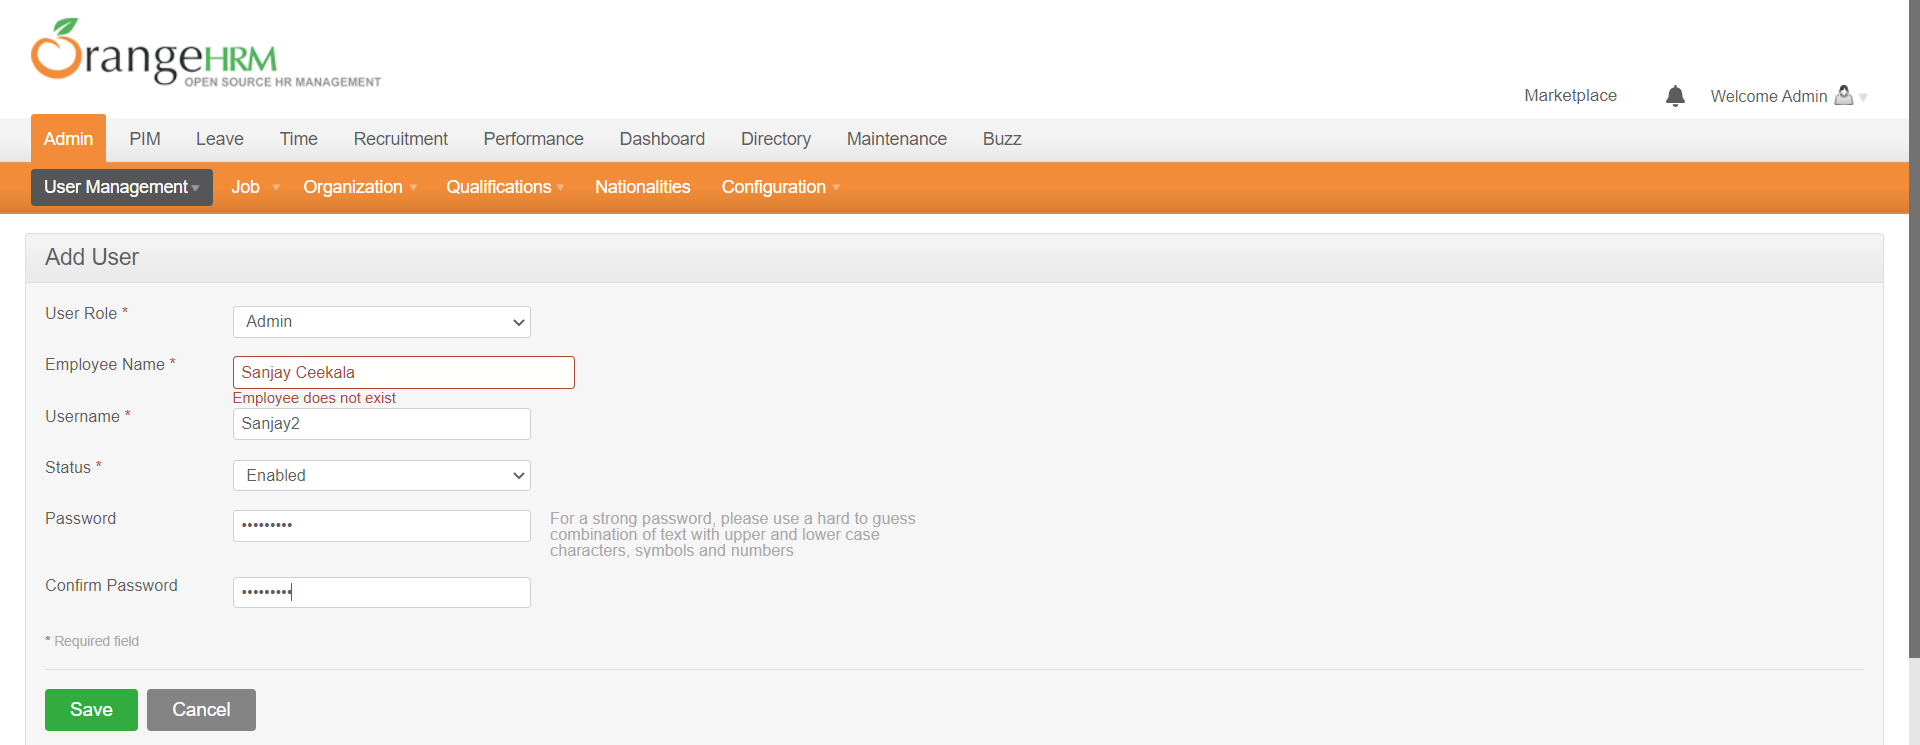 OrangeHRM
OPEN SOURCE HR MANAGEMENT
Marketplace Welcome Admin
Admin PIM Leave Time Recruitment Performance Dashboard Directory Maintenance Buzz
User Management Job Organization Qualifications Nationalities Configuration
Add User
User Role * Admin
Employee Name * Sanjay Ceekala
Employee does not exist
Username * Sanjay2
Status * Enabled
Password ••••••••• For a strong password, please use a hard to guess
combination of text with upper and lower case
characters, symbols and numbers
Confirm Password •••••••••
* Required field
Save Cancel